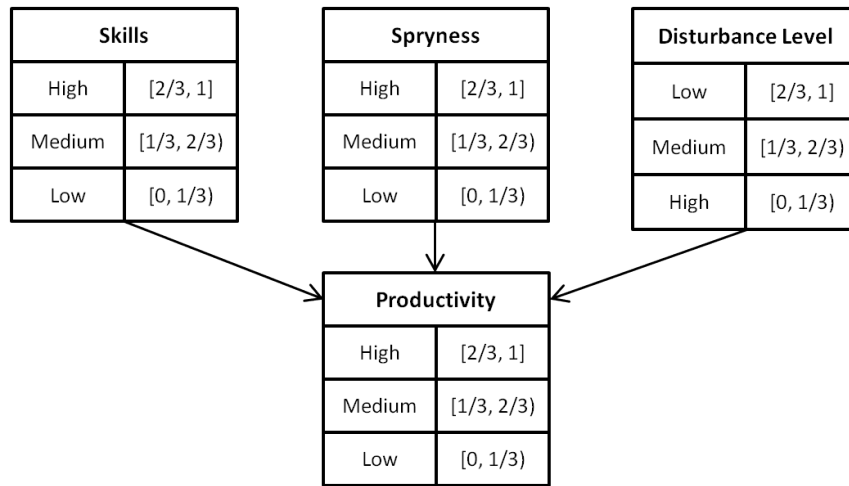 Skills
High [2/3, 1]
Medium [1/3, 2/3)
Low [0, 1/3)
Spryness
High [2/3, 1]
Medium [1/3, 2/3)
Low [0, 1/3)
Disturbance Level
Low [2/3, 1]
Medium [1/3, 2/3)
High [0, 1/3)
Productivity
High [2/3, 1]
Medium [1/3, 2/3)
Low [0, 1/3)